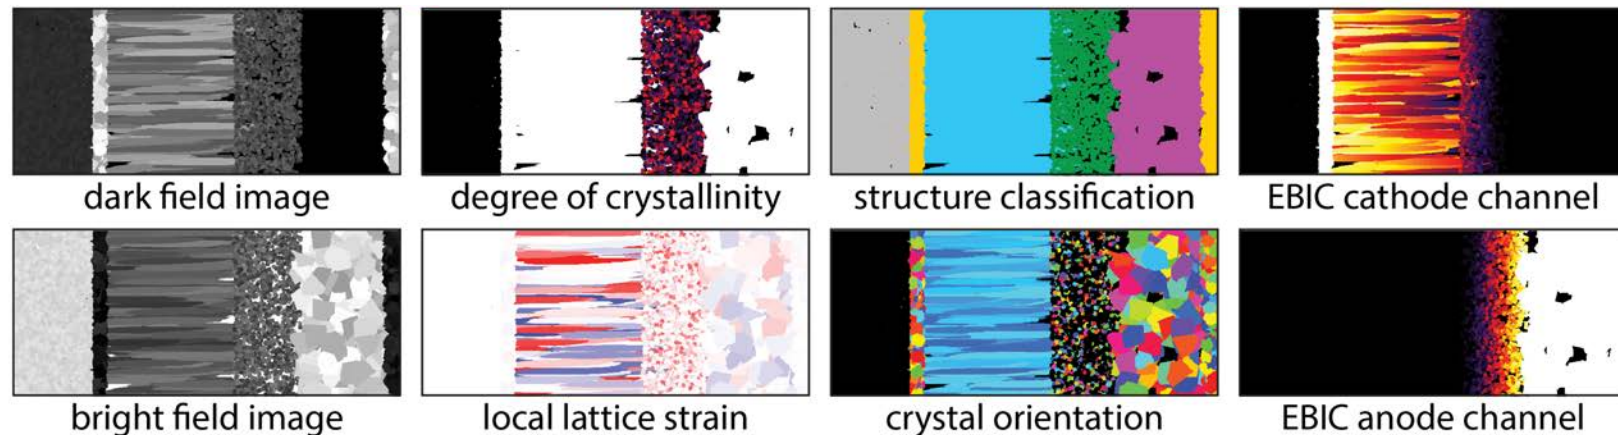 dark field image
degree of crystallinity
structure classification
EBIC cathode channel
bright field image
local lattice strain
crystal orientation
EBIC anode channel